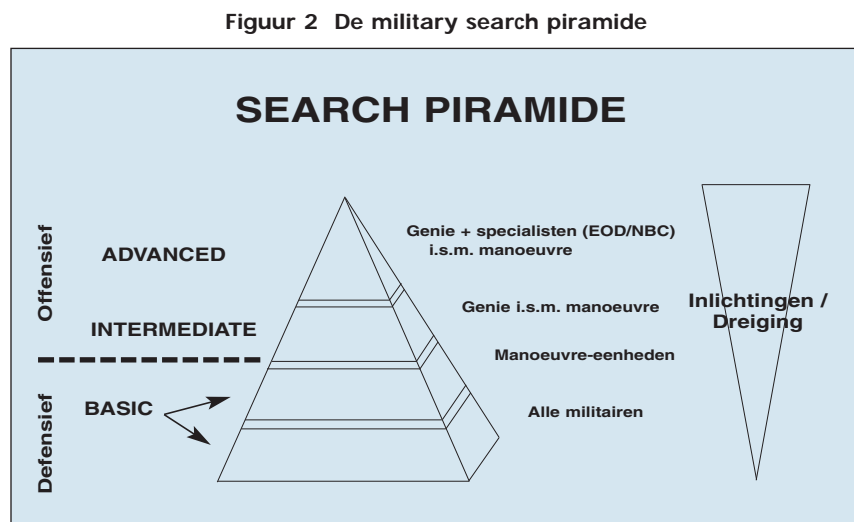 Figuur 2 De military search piramide
SEARCH PIRAMIDE
Offensief
ADVANCED
INTERMEDIATE
Defensief
BASIC
Genie + specialisten (EOD/NBC)
i.s.m. manoeuvre
Genie i.s.m. manoeuvre
Manoeuvre-eenheden
Alle militairen
Inlichtingen /
Dreiging